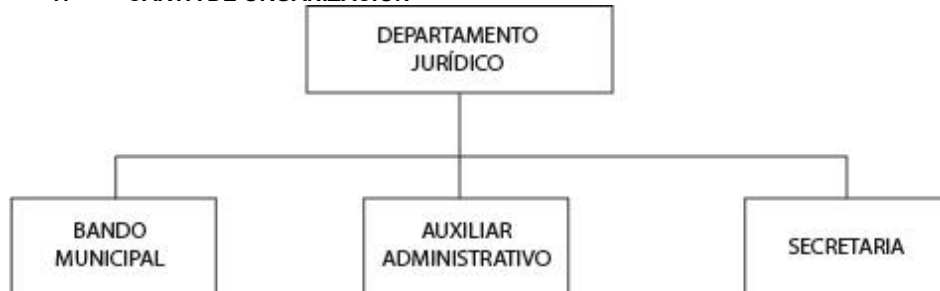 DEPARTAMENTO
JURÍDICO
BANDO
MUNICIPAL
AUXILIAR
ADMINISTRATIVO
SECRETARIA